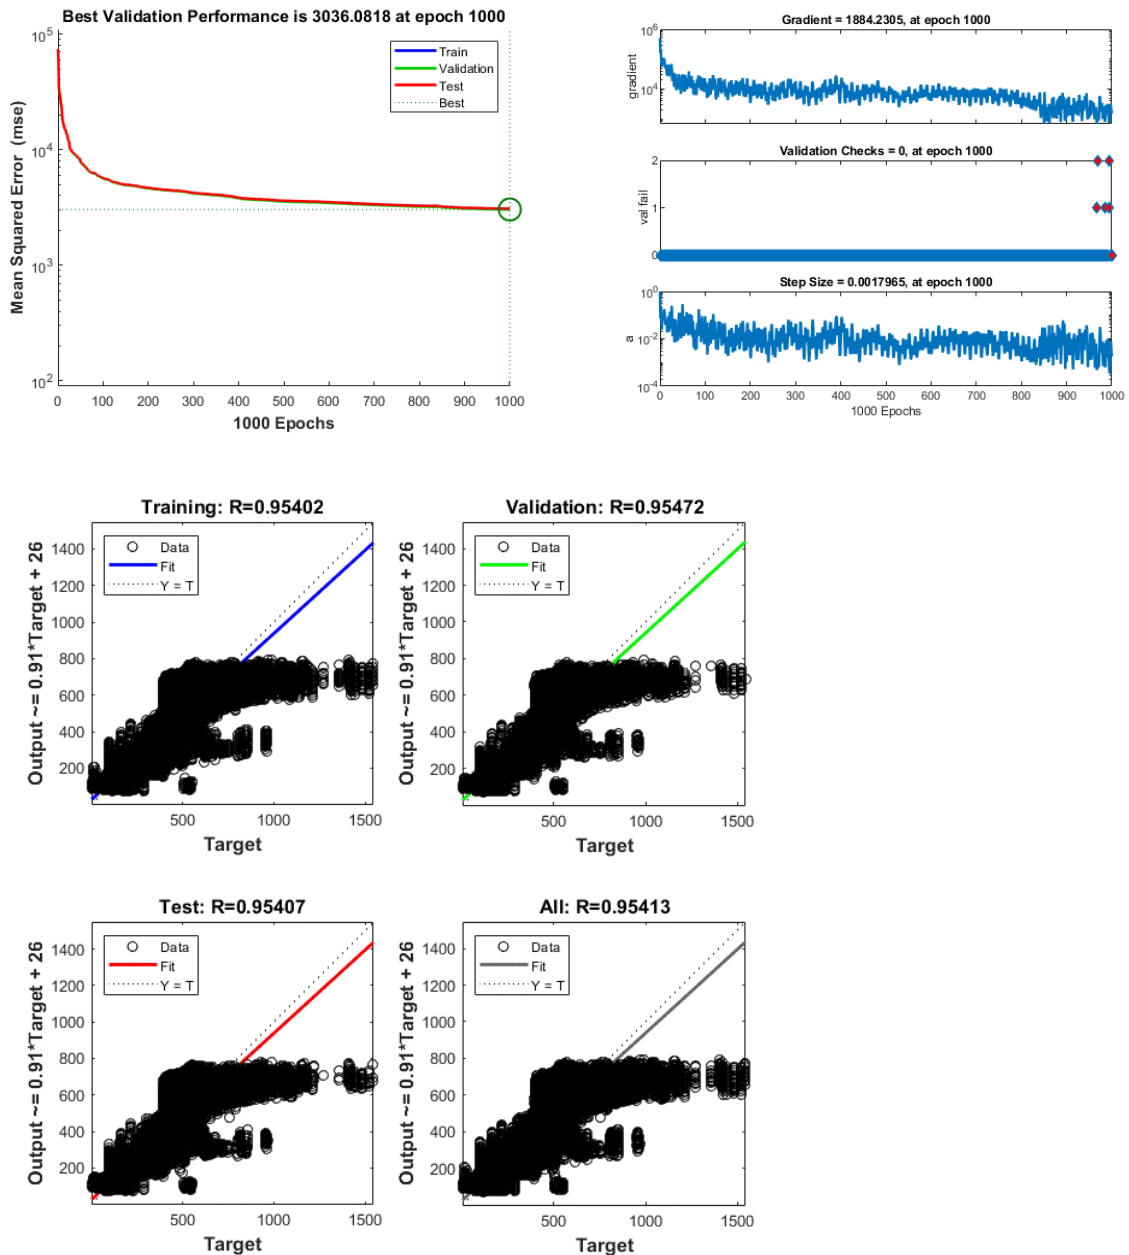 Best Validation Performance is 3036.0818 at epoch 1000
Mean Squared Error (mse)
10^5
10^4
10^3
10^2
Train
Validation
Test
Best
0 100 200 300 400 500 600 700 800 900 1000
1000 Epochs
Gradient = 1884.2305, at epoch 1000
gradient
10^6
10^4
Validation Checks = 0, at epoch 1000
val fail
2
1
0
Step Size = 0.0017965, at epoch 1000
a
10^0
10^-2
10^-4
0 100 200 300 400 500 600 700 800 900 1000
1000 Epochs
Training: R=0.95402
Output ~= 0.91*Target + 26
1400
1200
1000
800
600
400
200
Data
Fit
Y = T
500 1000 1500
Target
Validation: R=0.95472
Output ~= 0.91*Target + 26
1400
1200
1000
800
600
400
200
Data
Fit
Y = T
500 1000 1500
Target
Test: R=0.95407
Output ~= 0.91*Target + 26
1400
1200
1000
800
600
400
200
Data
Fit
Y = T
500 1000 1500
Target
All: R=0.95413
Output ~= 0.91*Target + 26
1400
1200
1000
800
600
400
200
Data
Fit
Y = T
500 1000 1500
Target